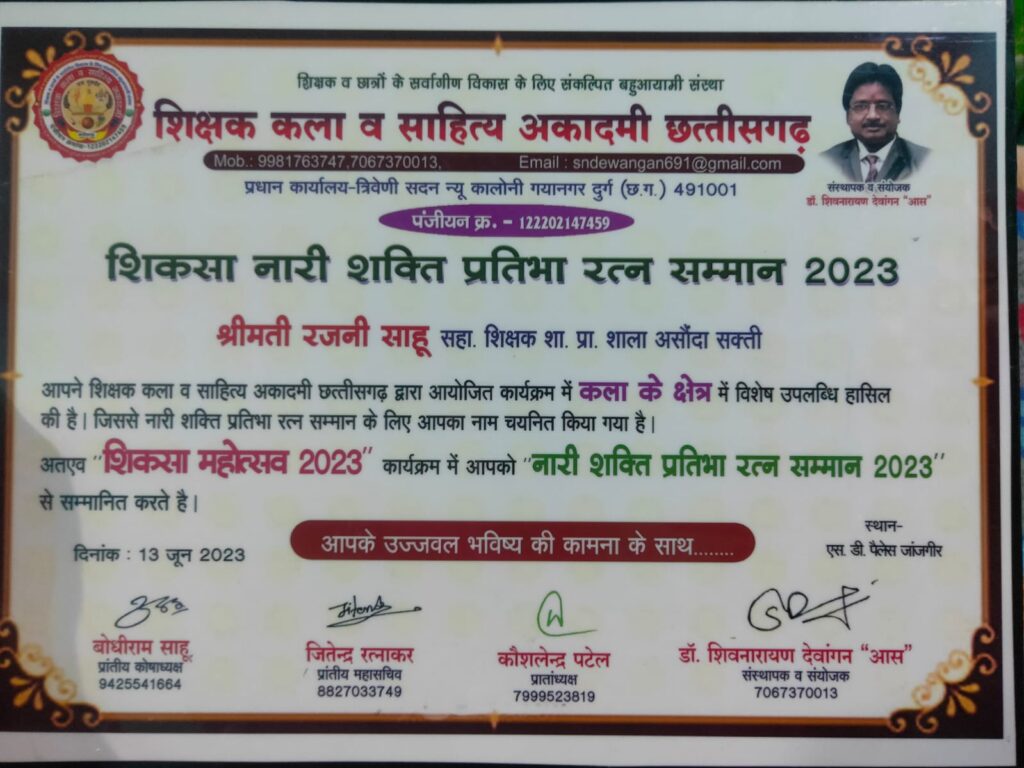 शिक्षक व छात्रों के सर्वागीण विकास के लिए संकल्पित बहुआयामी संस्था
शिक्षक कला व साहित्य अकादमी छत्तीसगढ़
Mob.: 9981763747,7067370013, Email : sndewangan691@gmail.com
प्रधान कार्यालय-त्रिवेणी सदन न्यू कालोनी गयानगर दुर्ग (छ.ग.) 491001
पंजीयन क्र. - 122202147459
संस्थापक व संयोजक
डॉ. शिवनारायण देवांगन "आस"
शिकसा नारी शक्ति प्रतिभा रत्न सम्मान 2023
श्रीमती रजनी साहू सहा. शिक्षक शा. प्रा. शाला असौंदा सक्ती
आपने शिक्षक कला व साहित्य अकादमी छत्तीसगढ़ द्वारा आयोजित कार्यक्रम में कला के क्षेत्र में विशेष उपलब्धि हासिल
की है। जिससे नारी शक्ति प्रतिभा रत्न सम्मान के लिए आपका नाम चयनित किया गया है।
अतएव "शिकसा महोत्सव 2023" कार्यक्रम में आपको "नारी शक्ति प्रतिभा रत्न सम्मान 2023"
से सम्मानित करते है।
दिनांक : 13 जून 2023
आपके उज्जवल भविष्य की कामना के साथ........
स्थान-
एस. डी. पैलेस जांजगीर
बोधीराम साहू
प्रांतीय कोषाध्यक्ष
9425541664
जितेन्द्र रत्नाकर
प्रांतीय महासचिव
8827033749
कौशलेन्द्र पटेल
प्रातांध्यक्ष
7999523819
डॉ. शिवनारायण देवांगन "आस"
संस्थापक व संयोजक
7067370013